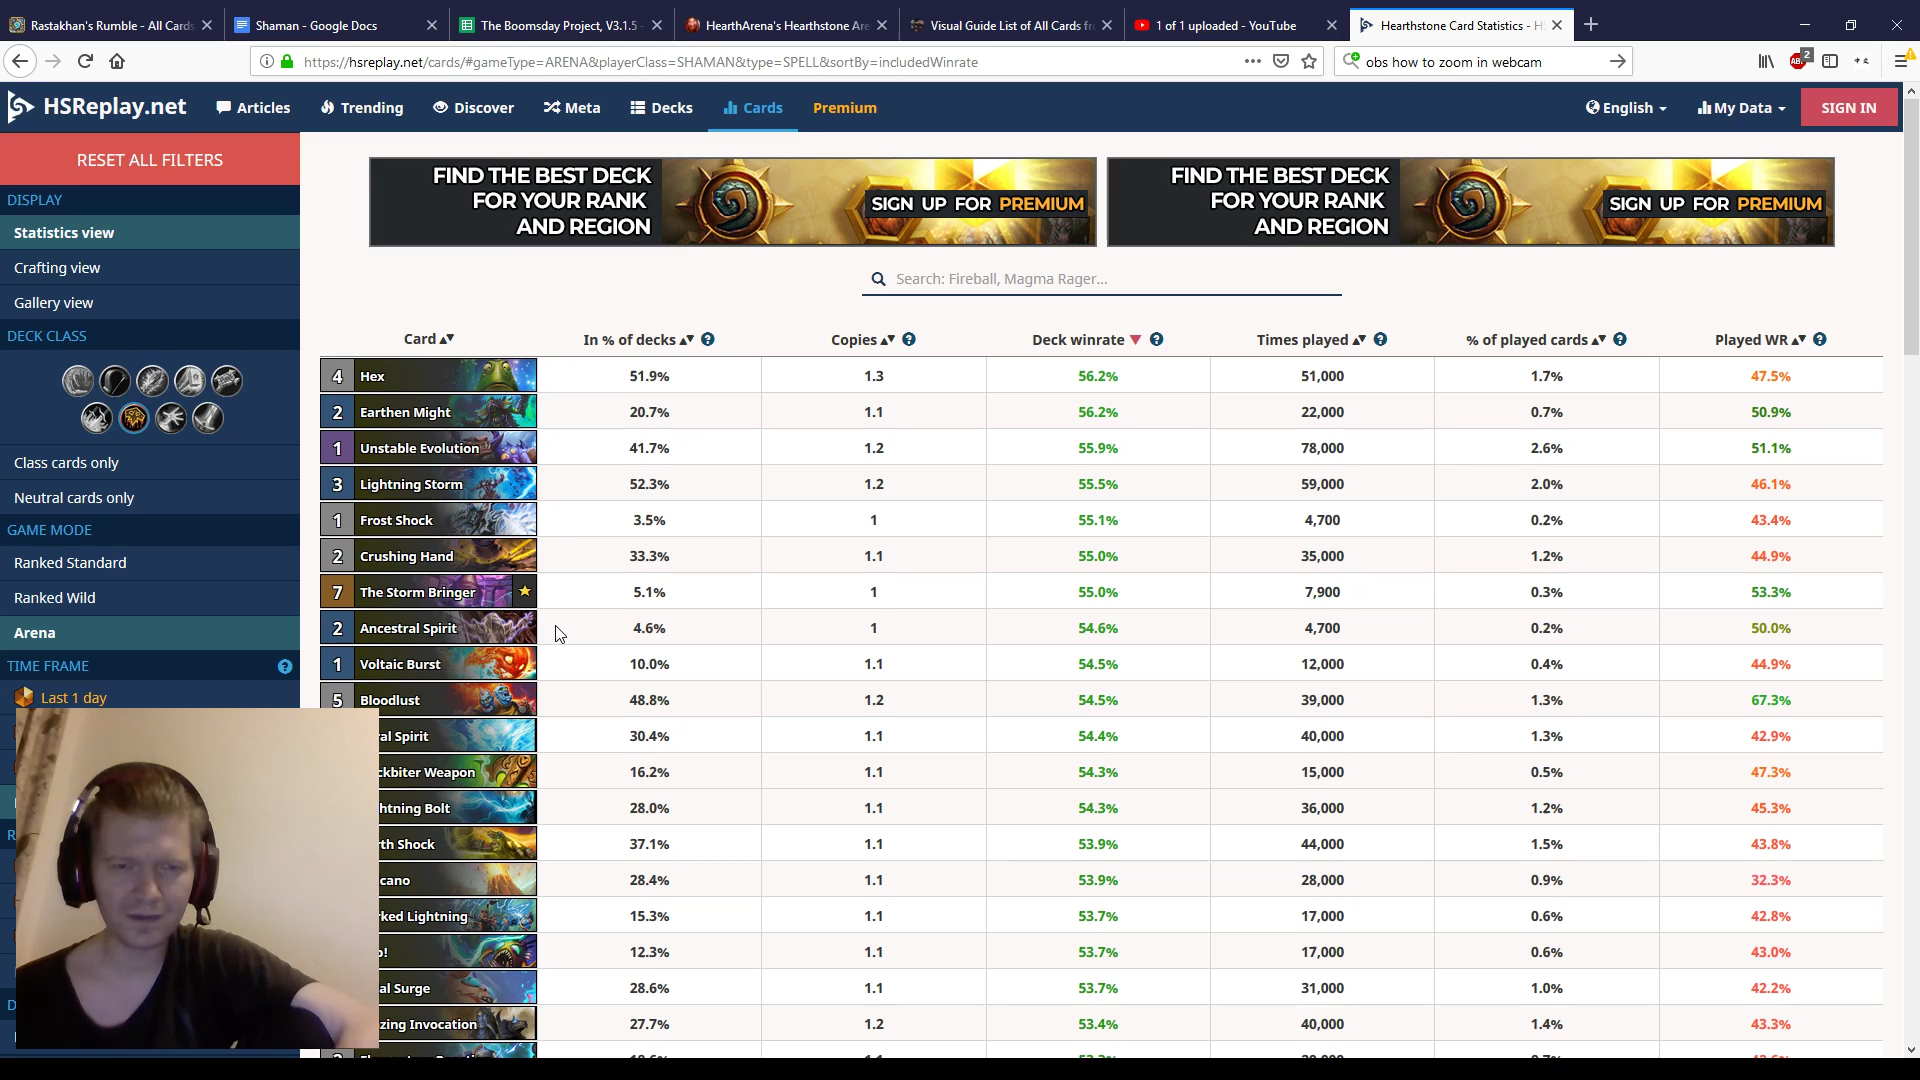 Rastakhan's Rumble - All Cards
Shaman - Google Docs
The Boomsday Project, V3.1.5 -
HearthArena's Hearthstone Are
Visual Guide List of All Cards fr
1 of 1 uploaded - YouTube
Hearthstone Card Statistics - H
https://hsreplay.net/cards/#gameType=ARENA&playerClass=SHAMAN&type=SPELL&sortBy=includedWinrate
obs how to zoom in webcam
2
HSReplay.net
Articles
Trending
Discover
Meta
Decks
Cards
Premium
English
My Data
SIGN IN
RESET ALL FILTERS
DISPLAY
Statistics view
Crafting view
Gallery view
DECK CLASS
Class cards only
Neutral cards only
GAME MODE
Ranked Standard
Ranked Wild
Arena
TIME FRAME
Last 1 day
FIND THE BEST DECK
FOR YOUR RANK
AND REGION
SIGN UP FOR PREMIUM
FIND THE BEST DECK
FOR YOUR RANK
AND REGION
SIGN UP FOR PREMIUM
Search: Fireball, Magma Rager...
Card In % of decks Copies Deck winrate Times played % of played cards Played WR
4 Hex 51.9% 1.3 56.2% 51,000 1.7% 47.5%
2 Earthen Might 20.7% 1.1 56.2% 22,000 0.7% 50.9%
1 Unstable Evolution 41.7% 1.2 55.9% 78,000 2.6% 51.1%
3 Lightning Storm 52.3% 1.2 55.5% 59,000 2.0% 46.1%
1 Frost Shock 3.5% 1 55.1% 4,700 0.2% 43.4%
2 Crushing Hand 33.3% 1.1 55.0% 35,000 1.2% 44.9%
7 The Storm Bringer 5.1% 1 55.0% 7,900 0.3% 53.3%
2 Ancestral Spirit 4.6% 1 54.6% 4,700 0.2% 50.0%
1 Voltaic Burst 10.0% 1.1 54.5% 12,000 0.4% 44.9%
5 Bloodlust 48.8% 1.2 54.5% 39,000 1.3% 67.3%
al Spirit 30.4% 1.1 54.4% 40,000 1.3% 42.9%
ckbiter Weapon 16.2% 1.1 54.3% 15,000 0.5% 47.3%
htning Bolt 28.0% 1.1 54.3% 36,000 1.2% 45.3%
rth Shock 37.1% 1.1 53.9% 44,000 1.5% 43.8%
cano 28.4% 1.1 53.9% 28,000 0.9% 32.3%
rked Lightning 15.3% 1.1 53.7% 17,000 0.6% 42.8%
! 12.3% 1.1 53.7% 17,000 0.6% 43.0%
al Surge 28.6% 1.1 53.7% 31,000 1.0% 42.2%
zing Invocation 27.7% 1.2 53.4% 40,000 1.4% 43.3%